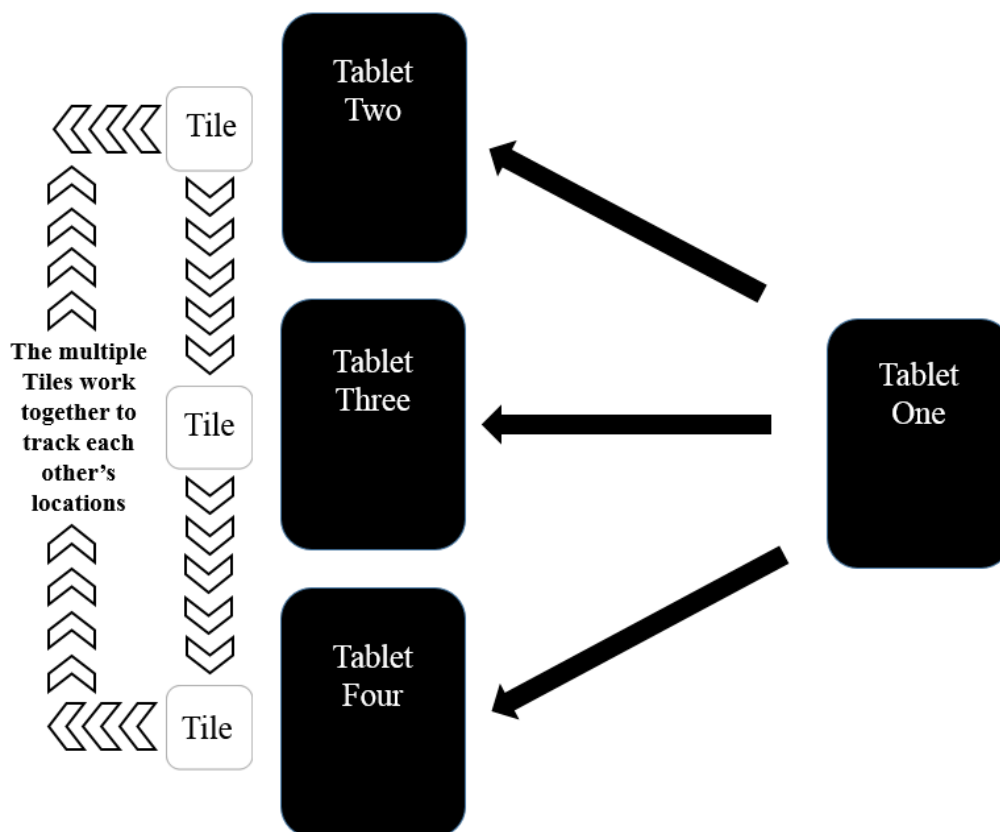 Tablet
Two
Tile
Tablet
Three
Tile
Tablet
One
The multiple
Tiles work
together to
track each
other’s
locations
Tablet
Four
Tile